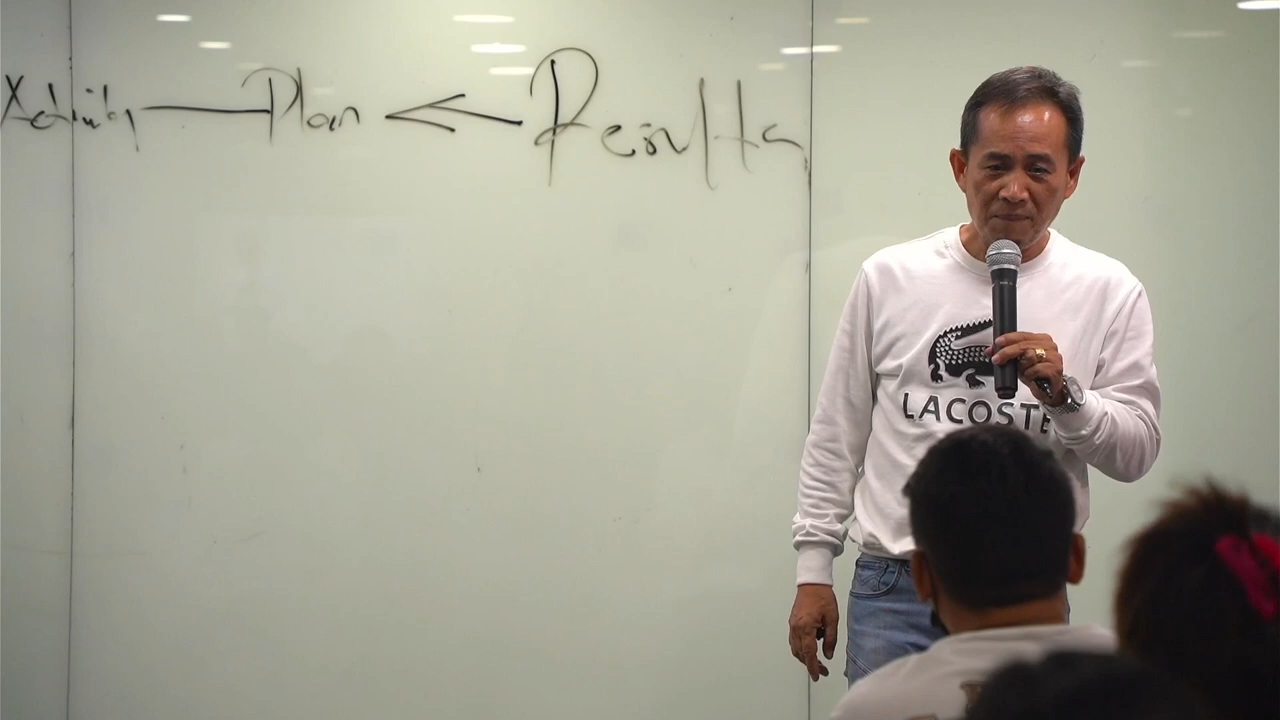 Activity — Plan ← Results
LACOSTE